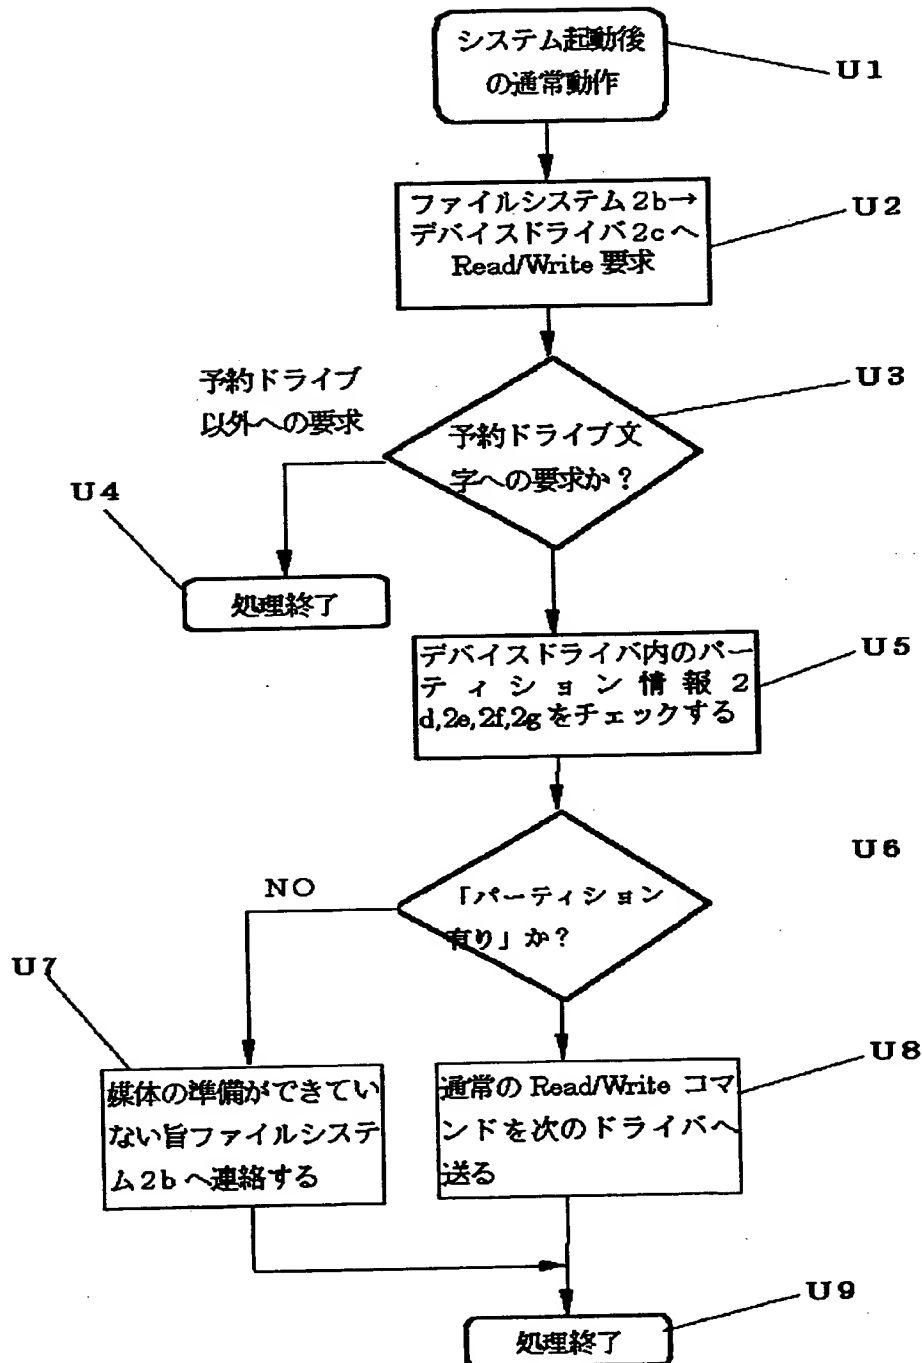 システム起動後
の通常動作
U1
ファイルシステム2b→
デバイスドライバ2cへ
Read/Write 要求
U2
予約ドライブ
以外への要求
予約ドライブ文
字への要求か？
U3
U4
処理終了
デバイスドライバ内のパー
ティション情報2
d,2e,2f,2gをチェックする
U5
「パーティション
有り」か？
U6
NO
U7
媒体の準備ができてい
ない旨ファイルシステ
ム2bへ連絡する
通常の Read/Write コマ
ンドを次のドライバへ
送る
U8
処理終了
U9